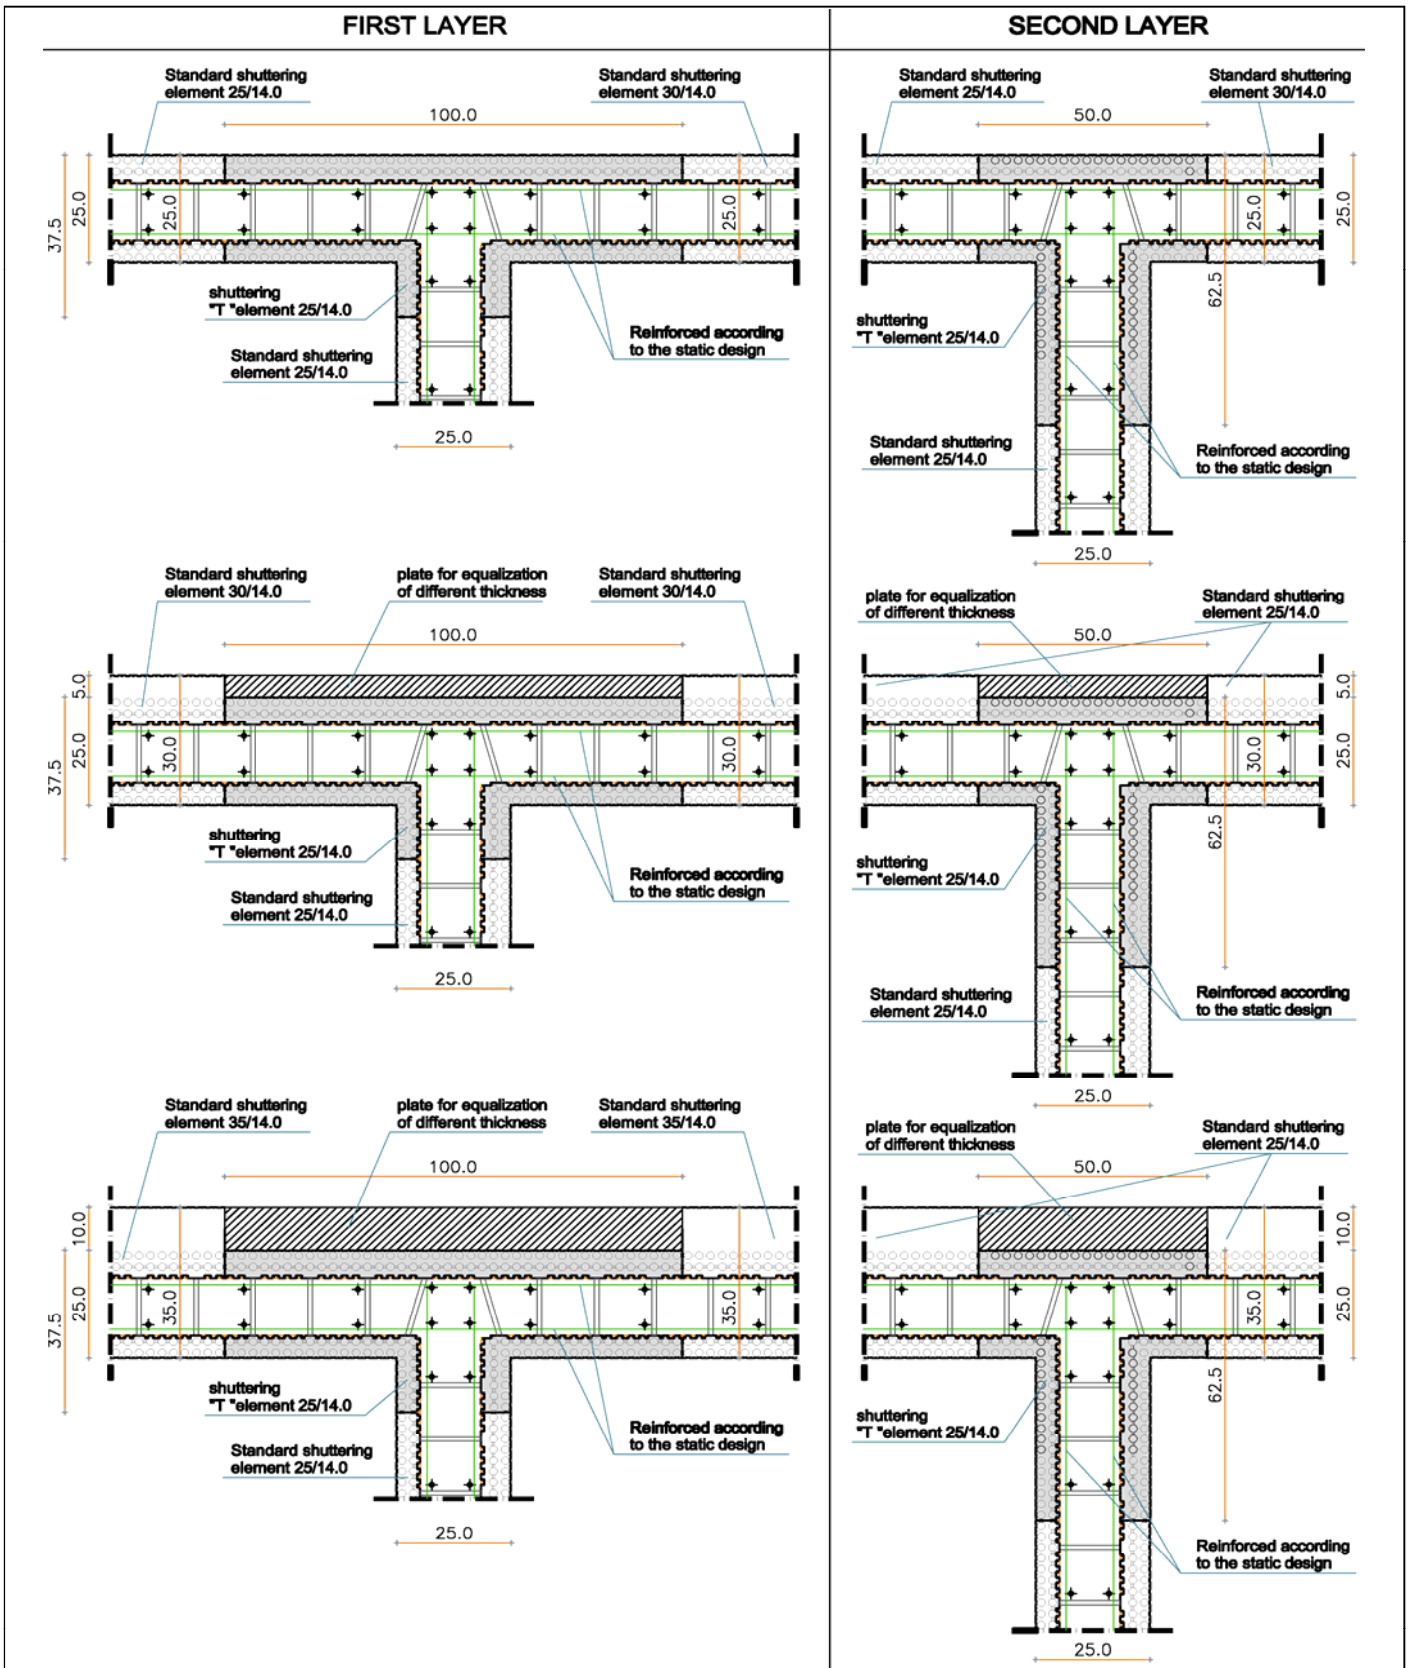 FIRST LAYER
SECOND LAYER
Standard shuttering
element 25/14.0
Standard shuttering
element 30/14.0
100.0
37.5
25.0
25.0
25.0
shuttering
"T "element 25/14.0
Standard shuttering
element 25/14.0
Reinforced according
to the static design
25.0
Standard shuttering
element 25/14.0
Standard shuttering
element 30/14.0
50.0
25.0
25.0
62.5
shuttering
"T "element 25/14.0
Standard shuttering
element 25/14.0
Reinforced according
to the static design
25.0
Standard shuttering
element 30/14.0
plate for equalization
of different thickness
Standard shuttering
element 30/14.0
100.0
5.0
37.5
25.0
30.0
30.0
shuttering
"T "element 25/14.0
Standard shuttering
element 25/14.0
Reinforced according
to the static design
25.0
plate for equalization
of different thickness
Standard shuttering
element 25/14.0
50.0
5.0
30.0
25.0
62.5
shuttering
"T "element 25/14.0
Standard shuttering
element 25/14.0
Reinforced according
to the static design
25.0
Standard shuttering
element 35/14.0
plate for equalization
of different thickness
Standard shuttering
element 35/14.0
100.0
10.0
37.5
25.0
35.0
35.0
shuttering
"T "element 25/14.0
Standard shuttering
element 25/14.0
Reinforced according
to the static design
25.0
plate for equalization
of different thickness
Standard shuttering
element 25/14.0
50.0
10.0
35.0
25.0
62.5
shuttering
"T "element 25/14.0
Reinforced according
to the static design
25.0